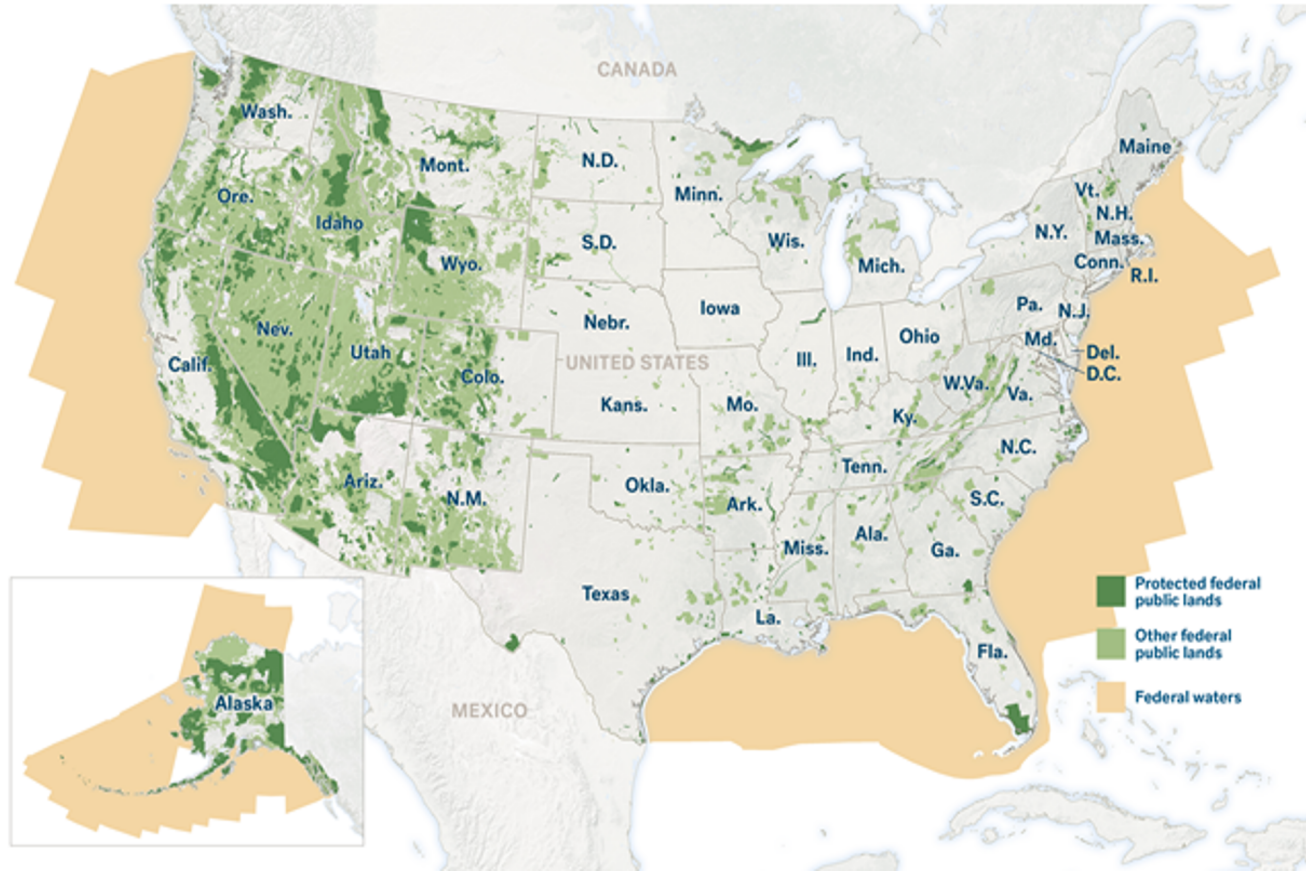 CANADA
Wash.
Mont.
N.D.
Minn.
Maine
Ore.
Idaho
Vt.
N.H.
N.Y.
Mass.
S.D.
Wis.
Wyo.
Mich.
Conn.
R.I.
Nebr.
Iowa
Pa.
N.J.
Nev.
Utah
Ill.
Ind.
Ohio
Md.
Del.
D.C.
UNITED STATES
Calif.
Colo.
Kans.
Mo.
W.Va.
Va.
Ky.
N.C.
Tenn.
Ariz.
N.M.
Okla.
Ark.
S.C.
Miss.
Ala.
Ga.
Texas
La.
Fla.
MEXICO
Alaska
Protected federal
public lands
Other federal
public lands
Federal waters